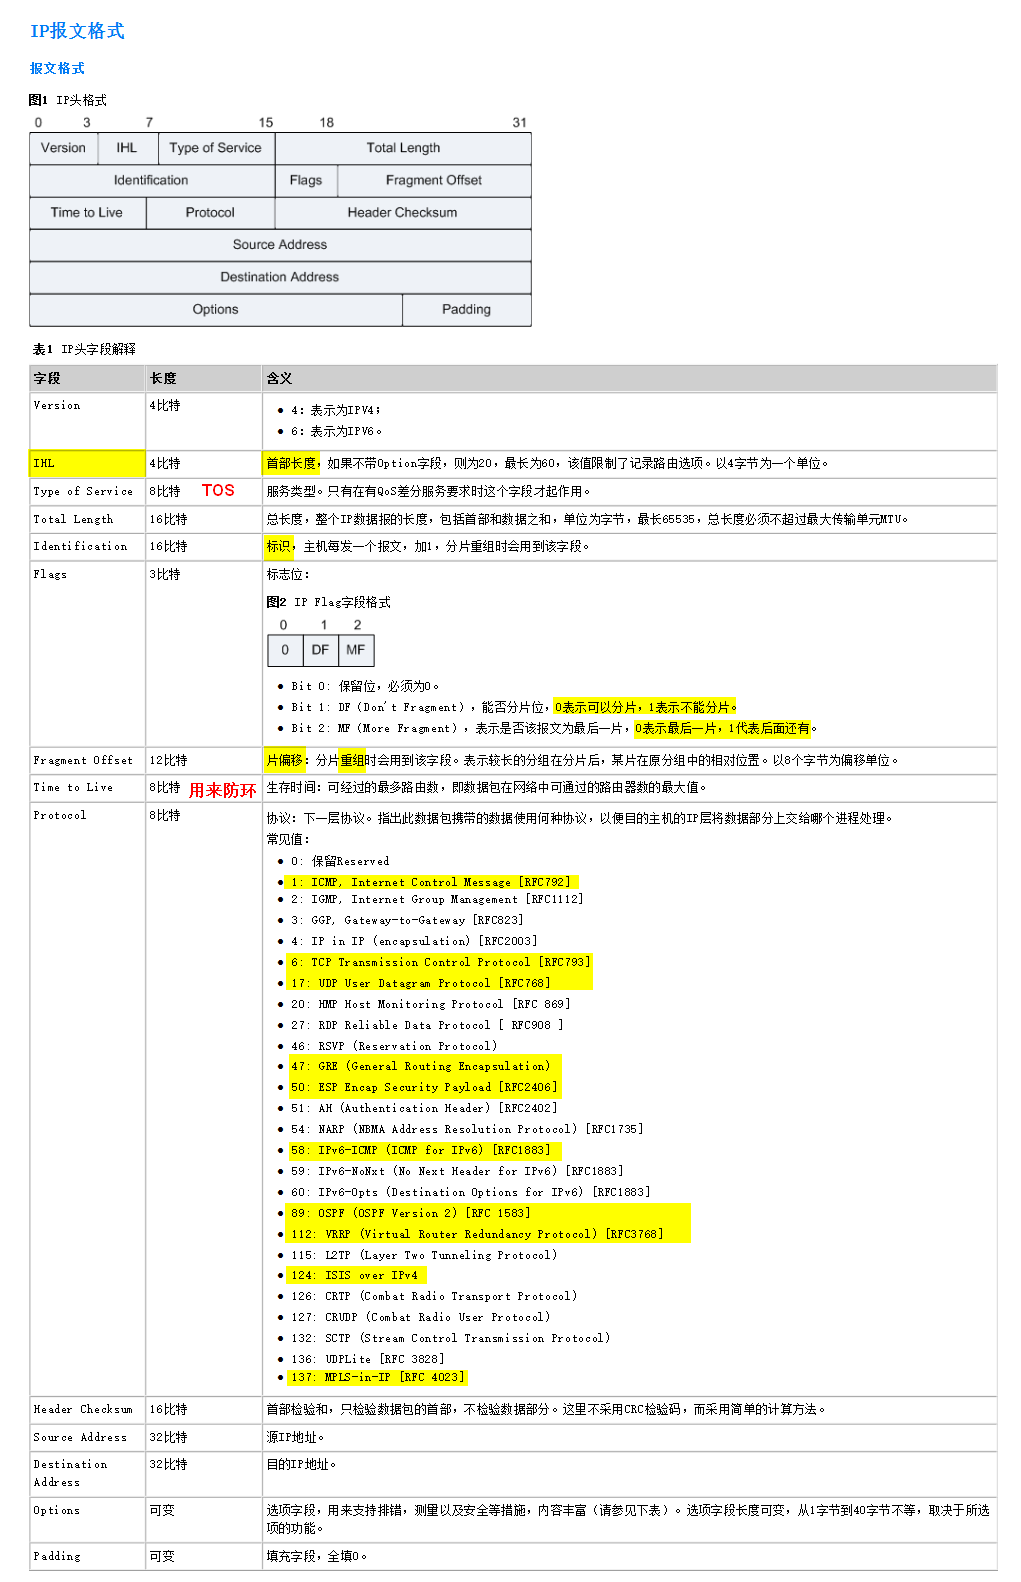 IP报文格式
报文格式
图1 IP头格式
0 3 7 15 18 31
Version IHL Type of Service Total Length
Identification Flags Fragment Offset
Time to Live Protocol Header Checksum
Source Address
Destination Address
Options Padding
表1 IP头字段解释
字段 长度 含义
Version 4比特
4：表示为IPV4；
6：表示为IPV6。
IHL 4比特 首部长度，如果不带Option字段，则为20，最长为60，该值限制了记录路由选项。以4字节为一个单位。
Type of Service 8比特 TOS 服务类型。只有在有QoS差分服务要求时这个字段才起作用。
Total Length 16比特 总长度，整个IP数据报的长度，包括首部和数据之和，单位为字节，最长65535，总长度必须不超过最大传输单元MTU。
Identification 16比特 标识，主机每发一个报文，加1，分片重组时会用到该字段。
Flags 3比特 标志位：
图2 IP Flag字段格式
0 1 2
0 DF MF
Bit 0: 保留位，必须为0。
Bit 1: DF（Don't Fragment），能否分片位，0表示可以分片，1表示不能分片。
Bit 2: MF（More Fragment），表示是否该报文为最后一片，0表示最后一片，1代表后面还有。
Fragment Offset 12比特 片偏移：分片重组时会用到该字段。表示较长的分组在分片后，某片在原分组中的相对位置。以8个字节为偏移单位。
Time to Live 8比特 用来防环 生存时间：可经过的最多路由数，即数据包在网络中可通过的路由器数的最大值。
Protocol 8比特 协议：下一层协议。指出此数据包携带的数据使用何种协议，以便目的主机的IP层将数据部分上交给哪个进程处理。
常见值：
0: 保留Reserved
1: ICMP, Internet Control Message [RFC792]
2: IGMP, Internet Group Management [RFC1112]
3: GGP, Gateway-to-Gateway [RFC823]
4: IP in IP (encapsulation) [RFC2003]
6: TCP Transmission Control Protocol [RFC793]
17: UDP User Datagram Protocol [RFC768]
20: HMP Host Monitoring Protocol [RFC 869]
27: RDP Reliable Data Protocol [ RFC908 ]
46: RSVP (Reservation Protocol)
47: GRE (General Routing Encapsulation)
50: ESP Encap Security Payload [RFC2406]
51: AH (Authentication Header) [RFC2402]
54: NARP (NBMA Address Resolution Protocol) [RFC1735]
58: IPv6-ICMP (ICMP for IPv6) [RFC1883]
59: IPv6-NoNxt (No Next Header for IPv6) [RFC1883]
60: IPv6-Opts (Destination Options for IPv6) [RFC1883]
89: OSPF (OSPF Version 2) [RFC 1583]
112: VRRP (Virtual Router Redundancy Protocol) [RFC3768]
115: L2TP (Layer Two Tunneling Protocol)
124: ISIS over IPv4
126: CRTP (Combat Radio Transport Protocol)
127: CRUDP (Combat Radio User Protocol)
132: SCTP (Stream Control Transmission Protocol)
136: UDPLite [RFC 3828]
137: MPLS-in-IP [RFC 4023]
Header Checksum 16比特 首部检验和，只检验数据包的首部，不检验数据部分。这里不采用CRC检验码，而采用简单的计算方法。
Source Address 32比特 源IP地址。
Destination 32比特 目的IP地址。
Address
Options 可变 选项字段，用来支持排错，测量以及安全等措施，内容丰富（请参见下表）。选项字段长度可变，从1字节到40字节不等，取决于所选
项的功能。
Padding 可变 填充字段，全填0。